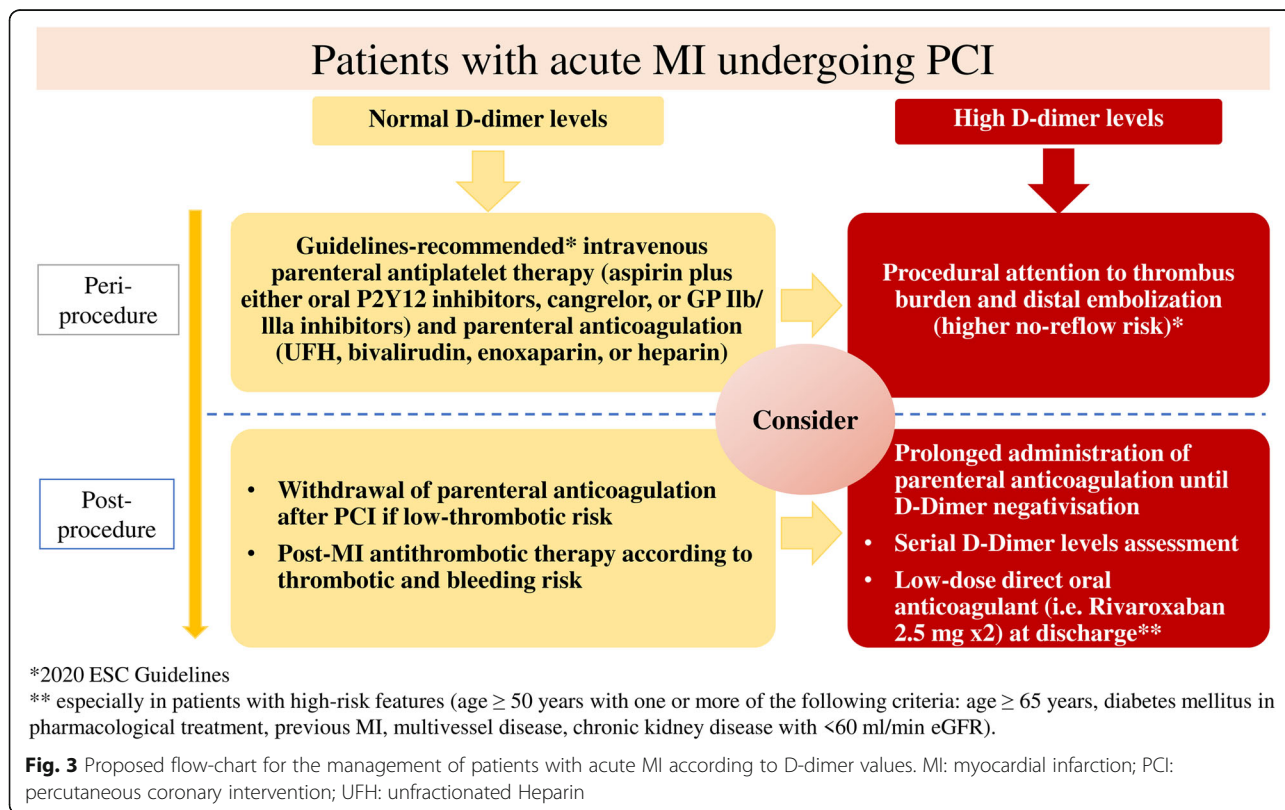 Patients with acute MI undergoing PCI
Normal D-dimer levels
High D-dimer levels
Peri-
procedure
Guidelines-recommended* intravenous
parenteral antiplatelet therapy (aspirin plus
either oral P2Y12 inhibitors, cangrelor, or GP IIb/
IIIa inhibitors) and parenteral anticoagulation
(UFH, bivalirudin, enoxaparin, or heparin)
Procedural attention to thrombus
burden and distal embolization
(higher no-reflow risk)*
Consider
Post-
procedure
• Withdrawal of parenteral anticoagulation
after PCI if low-thrombotic risk
• Post-MI antithrombotic therapy according to
thrombotic and bleeding risk
Prolonged administration of
parenteral anticoagulation until
D-Dimer negativisation
• Serial D-Dimer levels assessment
• Low-dose direct oral
anticoagulant (i.e. Rivaroxaban
2.5 mg x2) at discharge**
*2020 ESC Guidelines
** especially in patients with high-risk features (age ≥ 50 years with one or more of the following criteria: age ≥ 65 years, diabetes mellitus in
pharmacological treatment, previous MI, multivessel disease, chronic kidney disease with <60 ml/min eGFR).
Fig. 3 Proposed flow-chart for the management of patients with acute MI according to D-dimer values. MI: myocardial infarction; PCI:
percutaneous coronary intervention; UFH: unfractionated Heparin